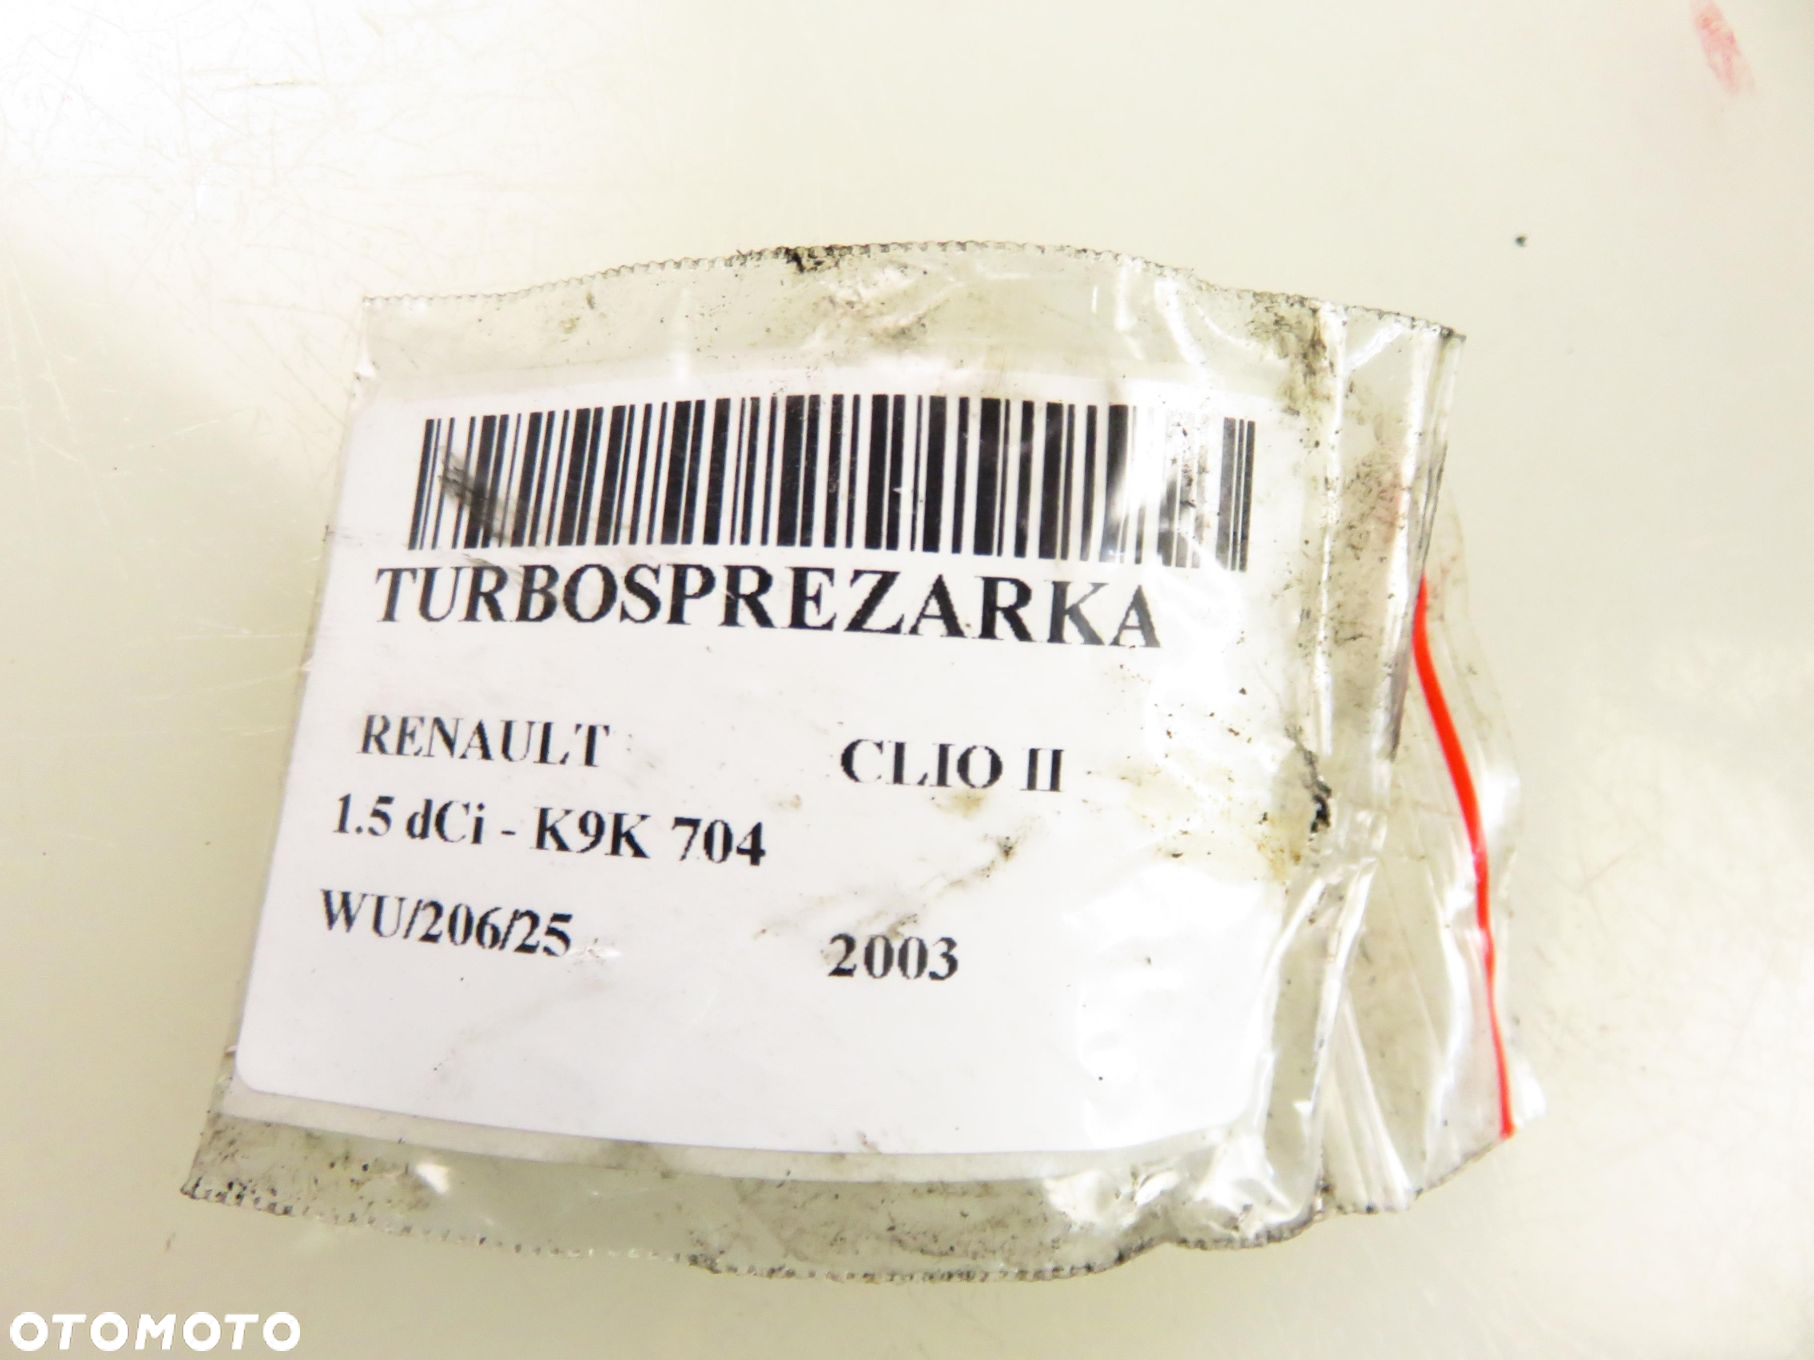 TURBOSPREZARKA
RENAULT CLIO II
1.5 dCi - K9K 704
WU/206/25 2003
OTOMOTO